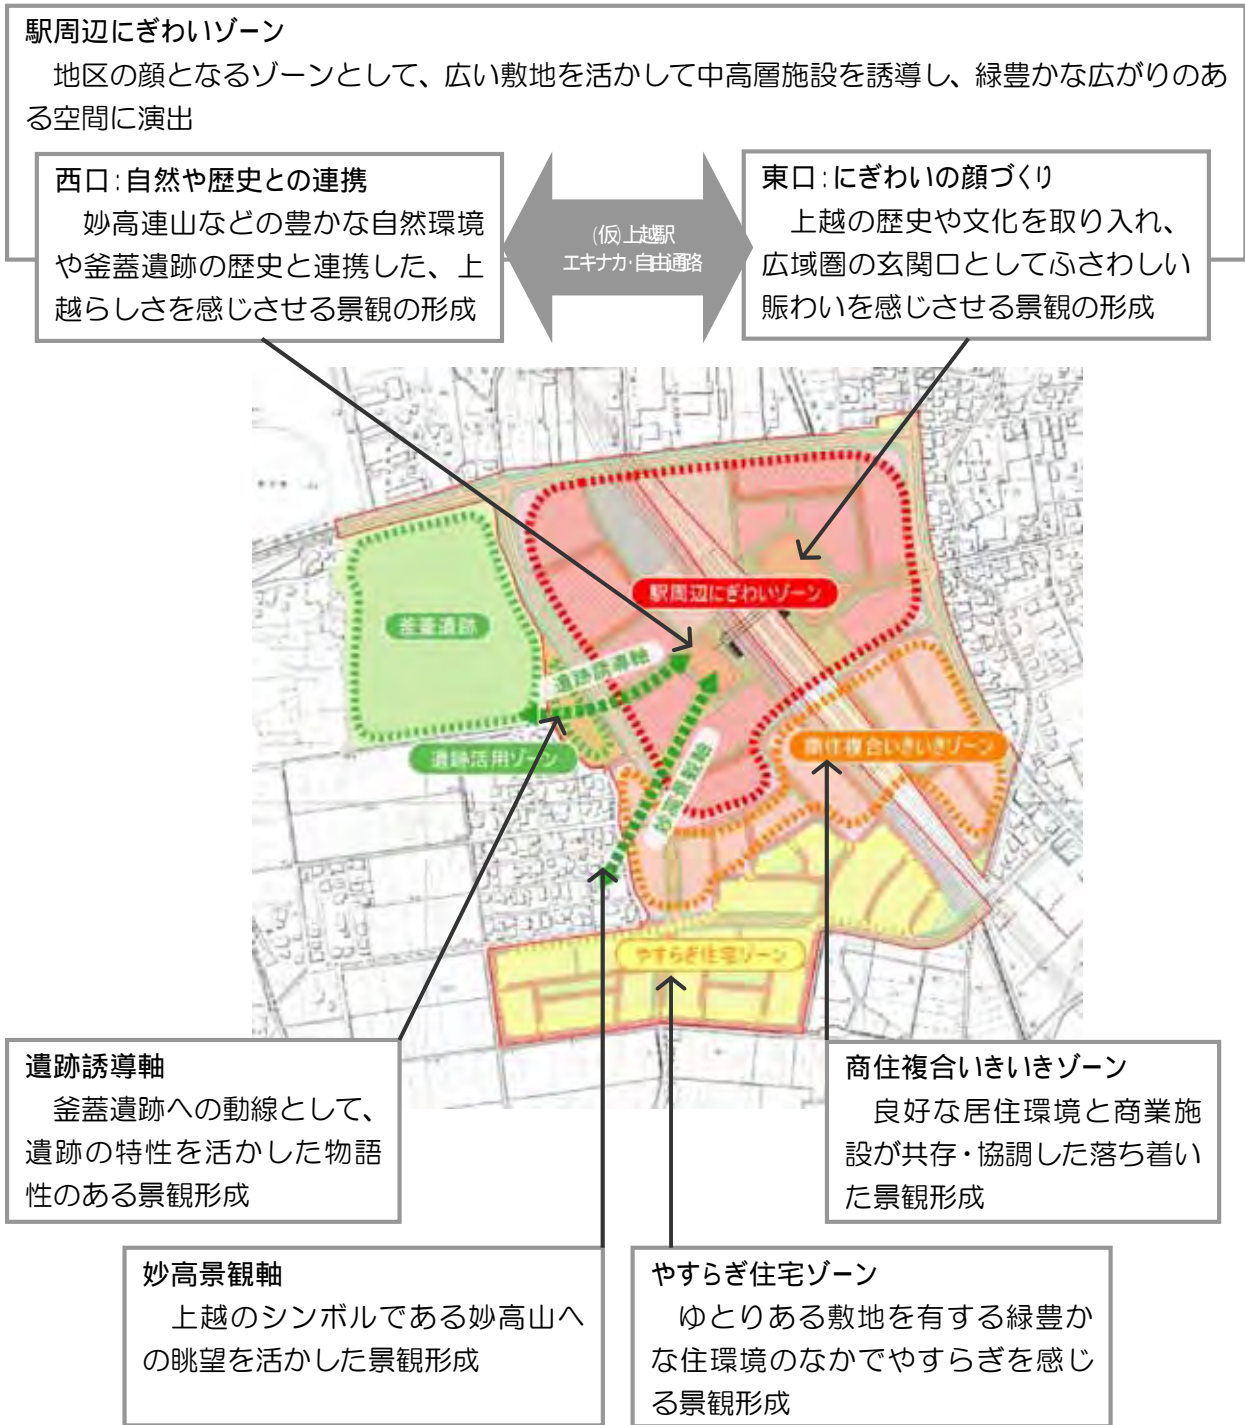 駅周辺にぎわいゾーン
地区の顔となるゾーンとして、広い敷地を活かして中高層施設を誘導し、緑豊かな広がりのあ
る空間に演出
西口:自然や歴史との連携
妙高連山などの豊かな自然環境
や釜蓋遺跡の歴史と連携した、上
越らしさを感じさせる景観の形成
(仮)上越駅
エキナカ・自由通路
東口:にぎわいの顔づくり
上越の歴史や文化を取り入れ、
広域圏の玄関口としてふさわしい
賑わいを感じさせる景観の形成
駅周辺にぎわいゾーン
釜蓋遺跡
遺跡誘導軸
遺跡活用ゾーン
商住複合いきいきゾーン
妙高景観軸
やすらぎ住宅ゾーン
遺跡誘導軸
釜蓋遺跡への動線として、
遺跡の特性を活かした物語
性のある景観形成
商住複合いきいきゾーン
良好な居住環境と商業施
設が共存・協調した落ち着い
た景観形成
妙高景観軸
上越のシンボルである妙高山へ
の眺望を活かした景観形成
やすらぎ住宅ゾーン
ゆとりある敷地を有する緑豊か
な住環境のなかでやすらぎを感じ
る景観形成